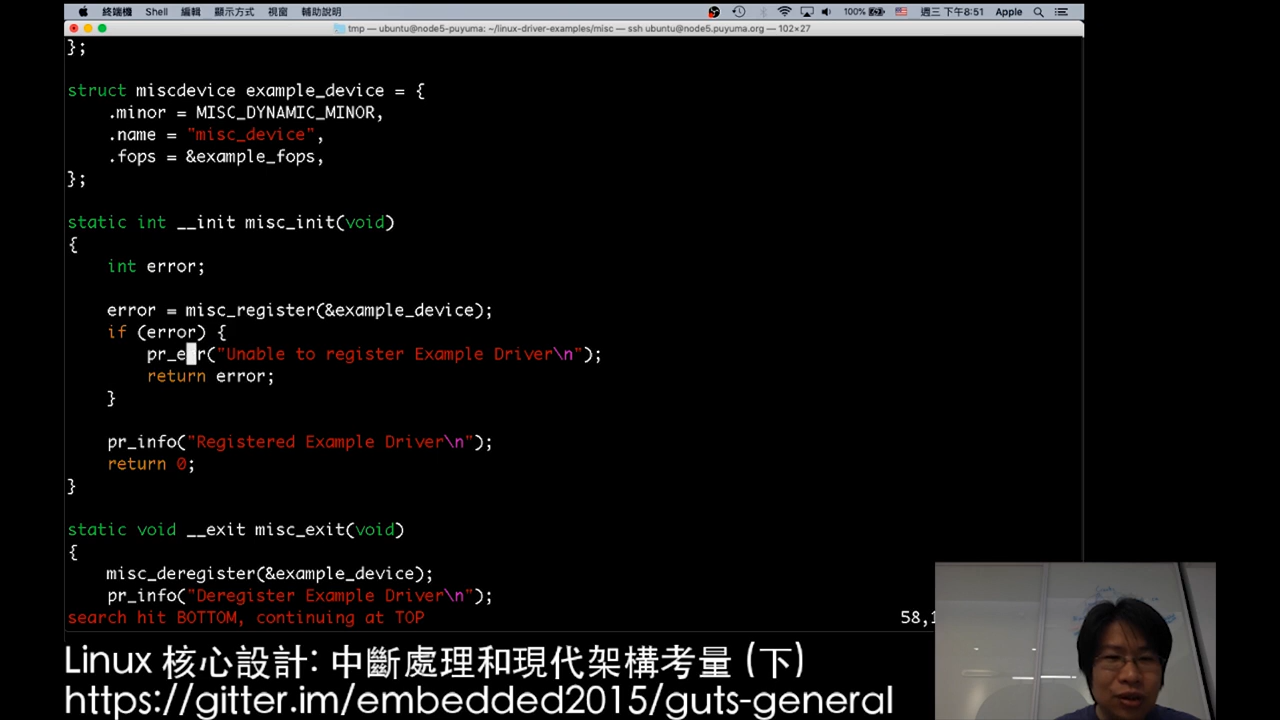 終端機 Shell 編輯 顯示方式 視窗 輔助說明 100% 週三 下午8:51 Apple
tmp — ubuntu@node5-puyuma: ~/linux-driver-examples/misc — ssh ubuntu@node5.puyuma.org — 102×27
};
struct miscdevice example_device = {
    .minor = MISC_DYNAMIC_MINOR,
    .name = "misc_device",
    .fops = &example_fops,
};
static int __init misc_init(void)
{
    int error;
    error = misc_register(&example_device);
    if (error) {
        pr_err("Unable to register Example Driver\n");
        return error;
    }
    pr_info("Registered Example Driver\n");
    return 0;
}
static void __exit misc_exit(void)
{
    misc_deregister(&example_device);
    pr_info("Deregister Example Driver\n");
search hit BOTTOM, continuing at TOP 58,1
Linux 核心設計: 中斷處理和現代架構考量 (下)
https://gitter.im/embedded2015/guts-general